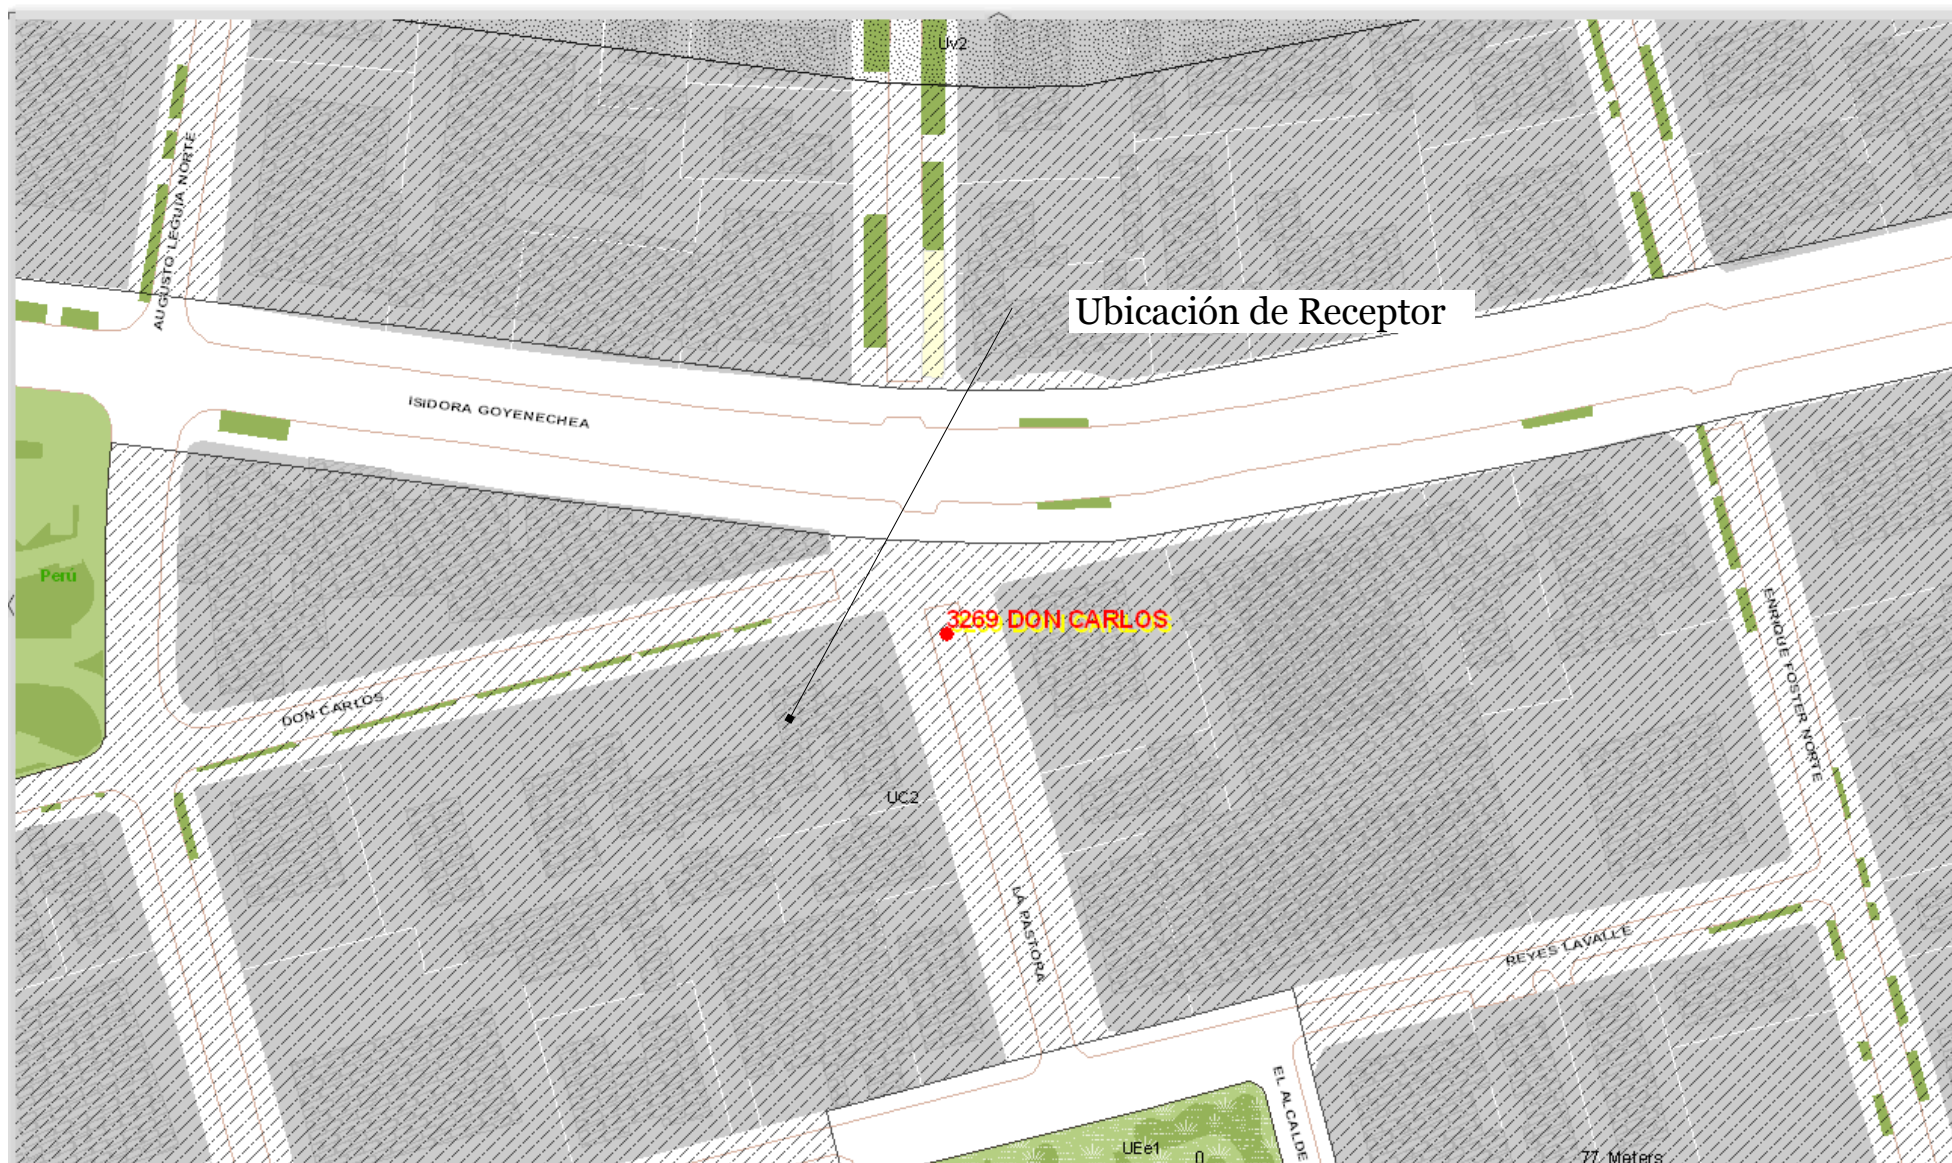 Uv2
AUGUSTO LEGUIA NORTE
Ubicación de Receptor
ISIDORA GOYENECHEA
Perú
3269 DON CARLOS
ENRIQUE FOSTER NORTE
DON CARLOS
UC2
LA PASTORA
REYES LAVALLE
EL ALCALDE
UEe1
0
77 Meters